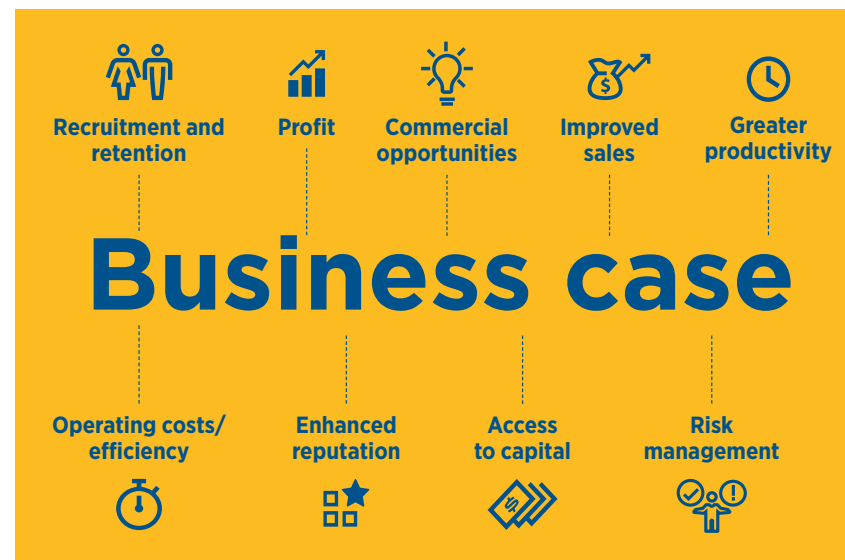 Recruitment and
retention
Profit
Commercial
opportunities
Improved
sales
Greater
productivity
Business case
Operating costs/
efficiency
Enhanced
reputation
Access
to capital
Risk
management